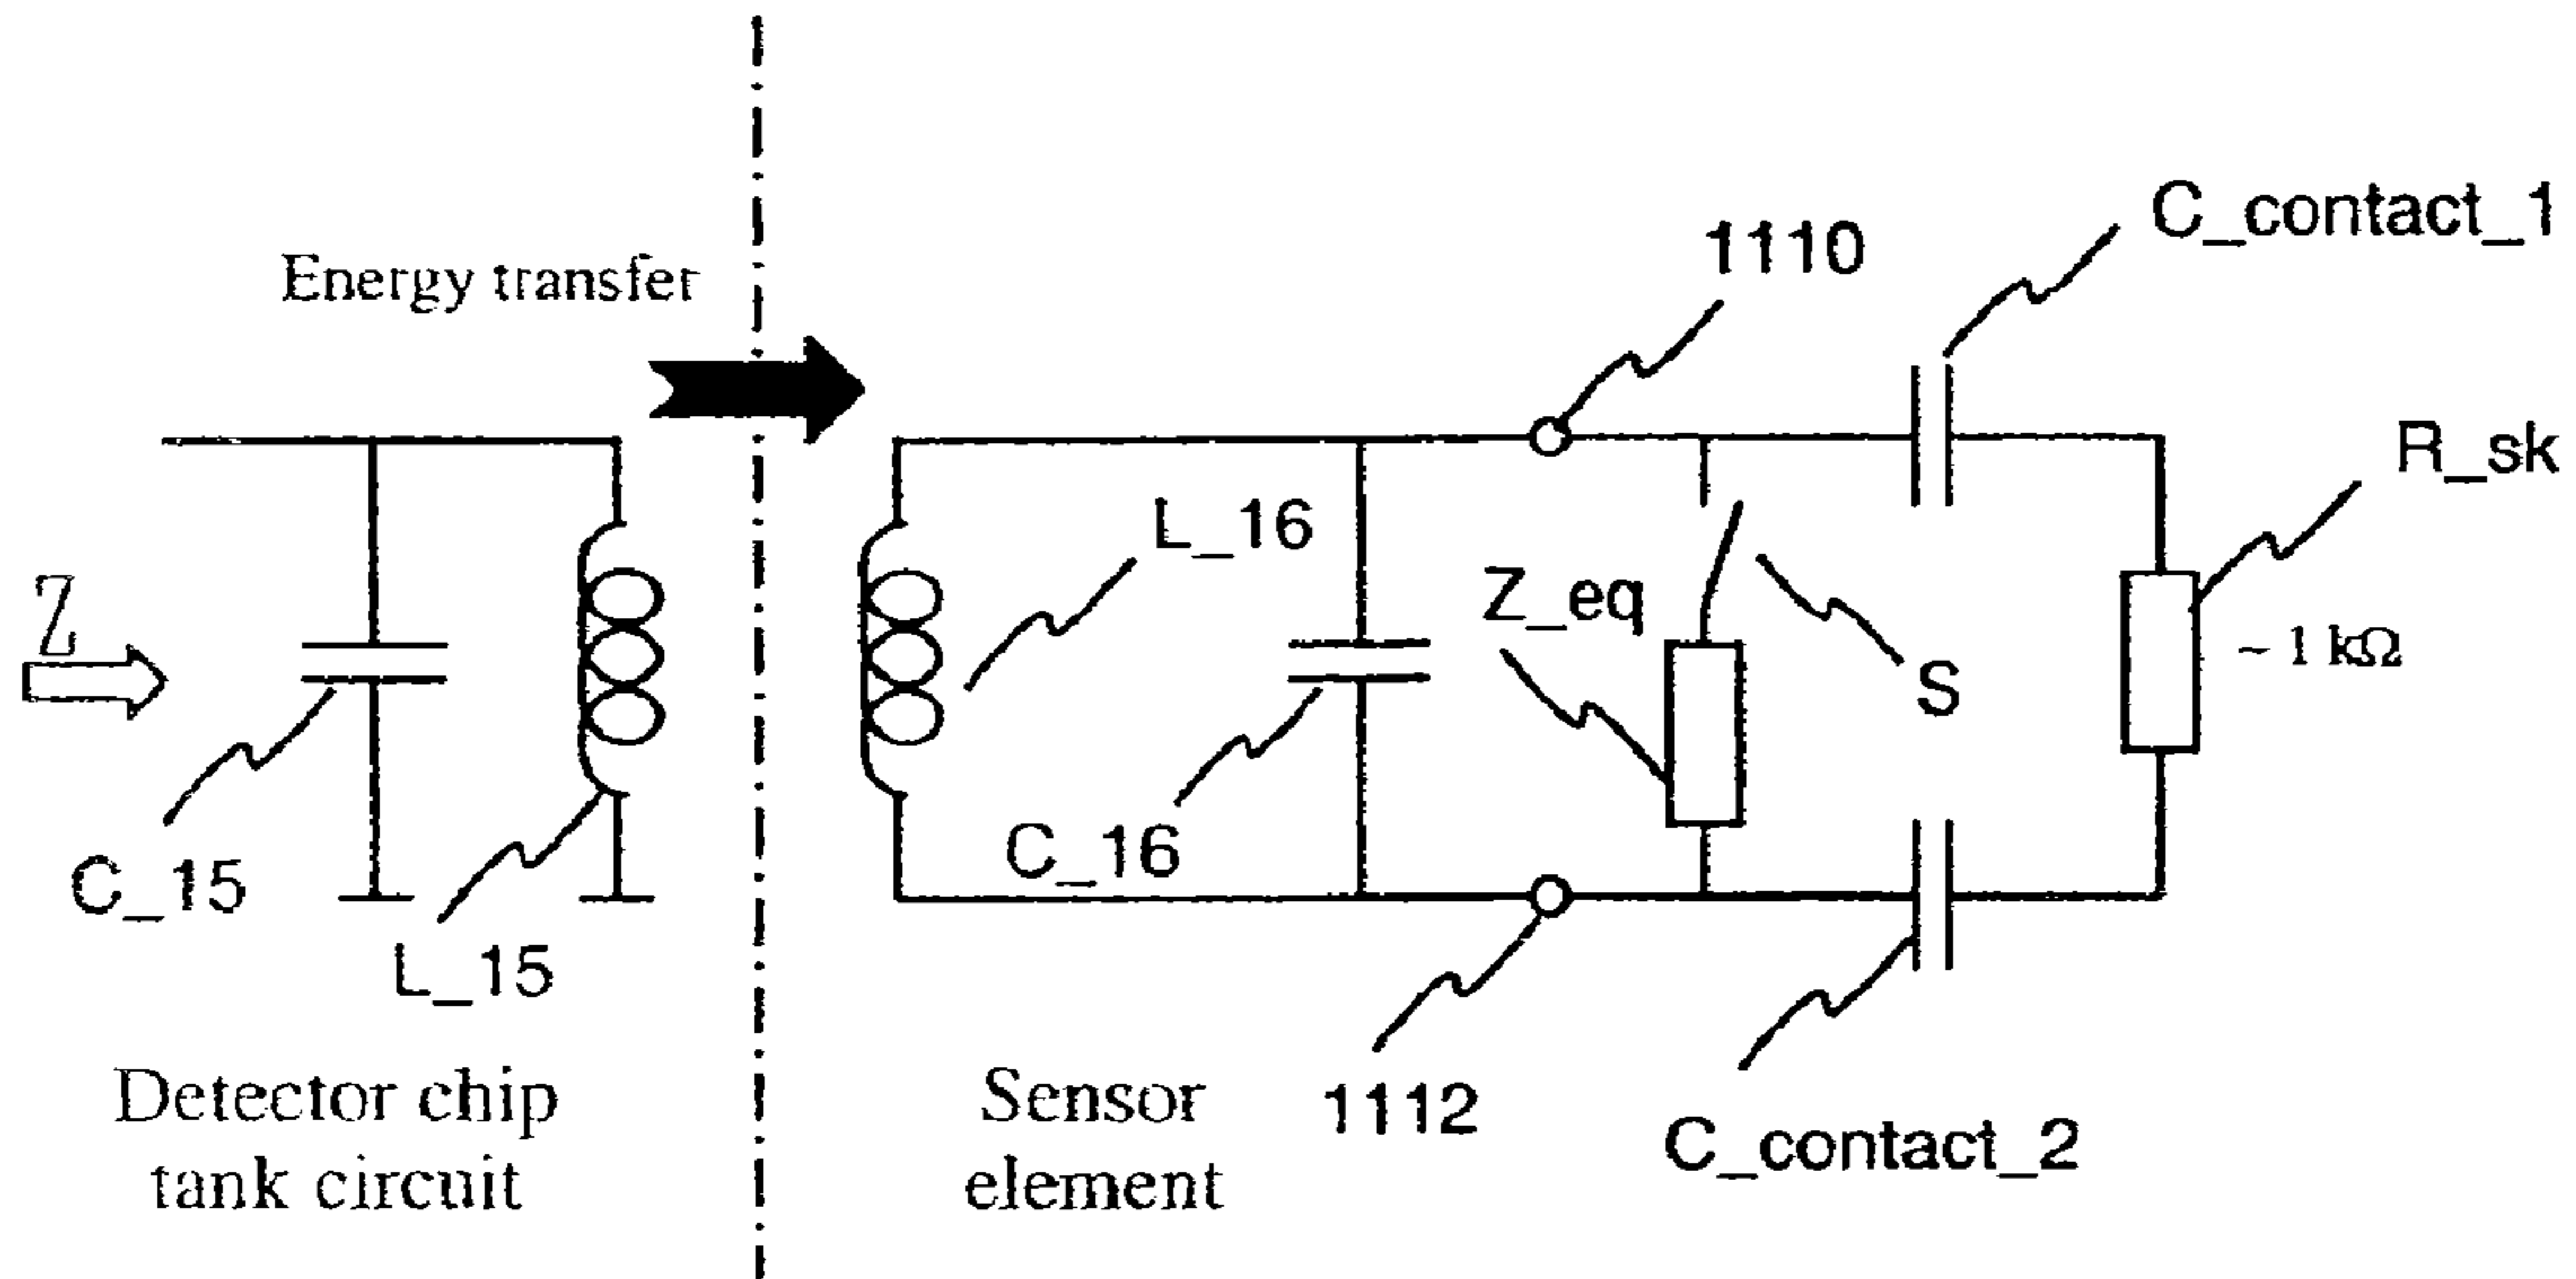 C_contact_1
1110
Energy transfer
R_sk
L_16
Z_eq
Z
~ 1 kΩ
S
C_16
C_15
L_15
Detector chip
tank circuit
Sensor
element
1112
C_contact_2